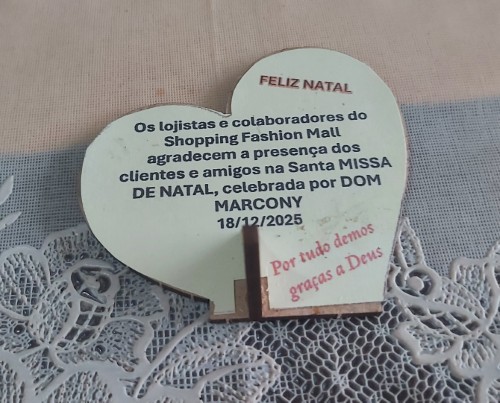 FELIZ NATAL
Os lojistas e colaboradores do
Shopping Fashion Mall
agradecem a presença dos
clientes e amigos na Santa MISSA
DE NATAL, celebrada por DOM
MARCONY
18/12/2025
Por tudo demos
graças a Deus